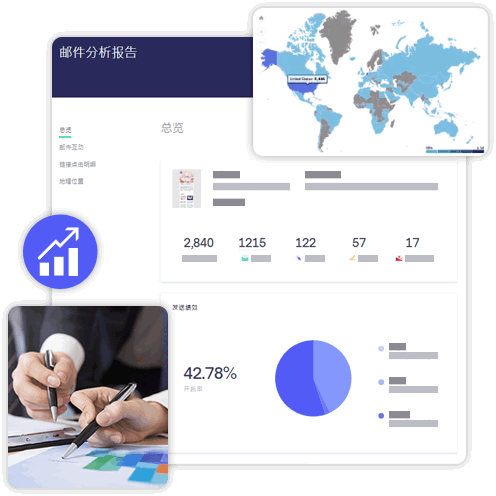 邮件分析报告
United States: 8,446
总览
邮件互动
链接点击明细
地理位置
总览
2,840
1215
122
57
17
发送绩效
42.78%
开启率